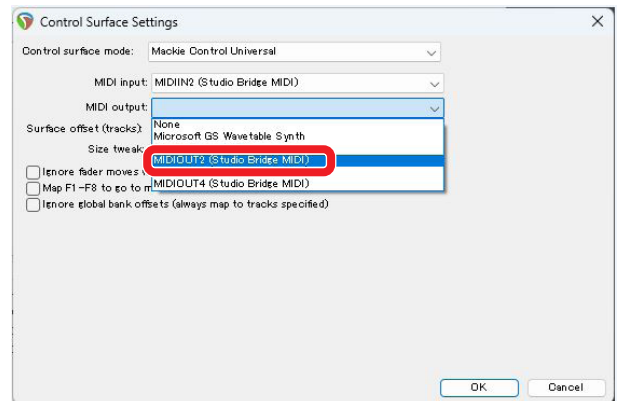 Control Surface Settings
Control surface mode: Mackie Control Universal
MIDI input: MIDIIN2 (Studio Bridge MIDI)
MIDI output:
None
Surface offset (tracks):
Microsoft GS Wavetable Synth
Size tweak
MIDIOUT2 (Studio Bridge MIDI)
Ignore fader moves
MIDIOUT4 (Studio Bridge MIDI)
Map F1-F8 to go to
Ignore global bank offsets (always map to tracks specified)
OK Cancel